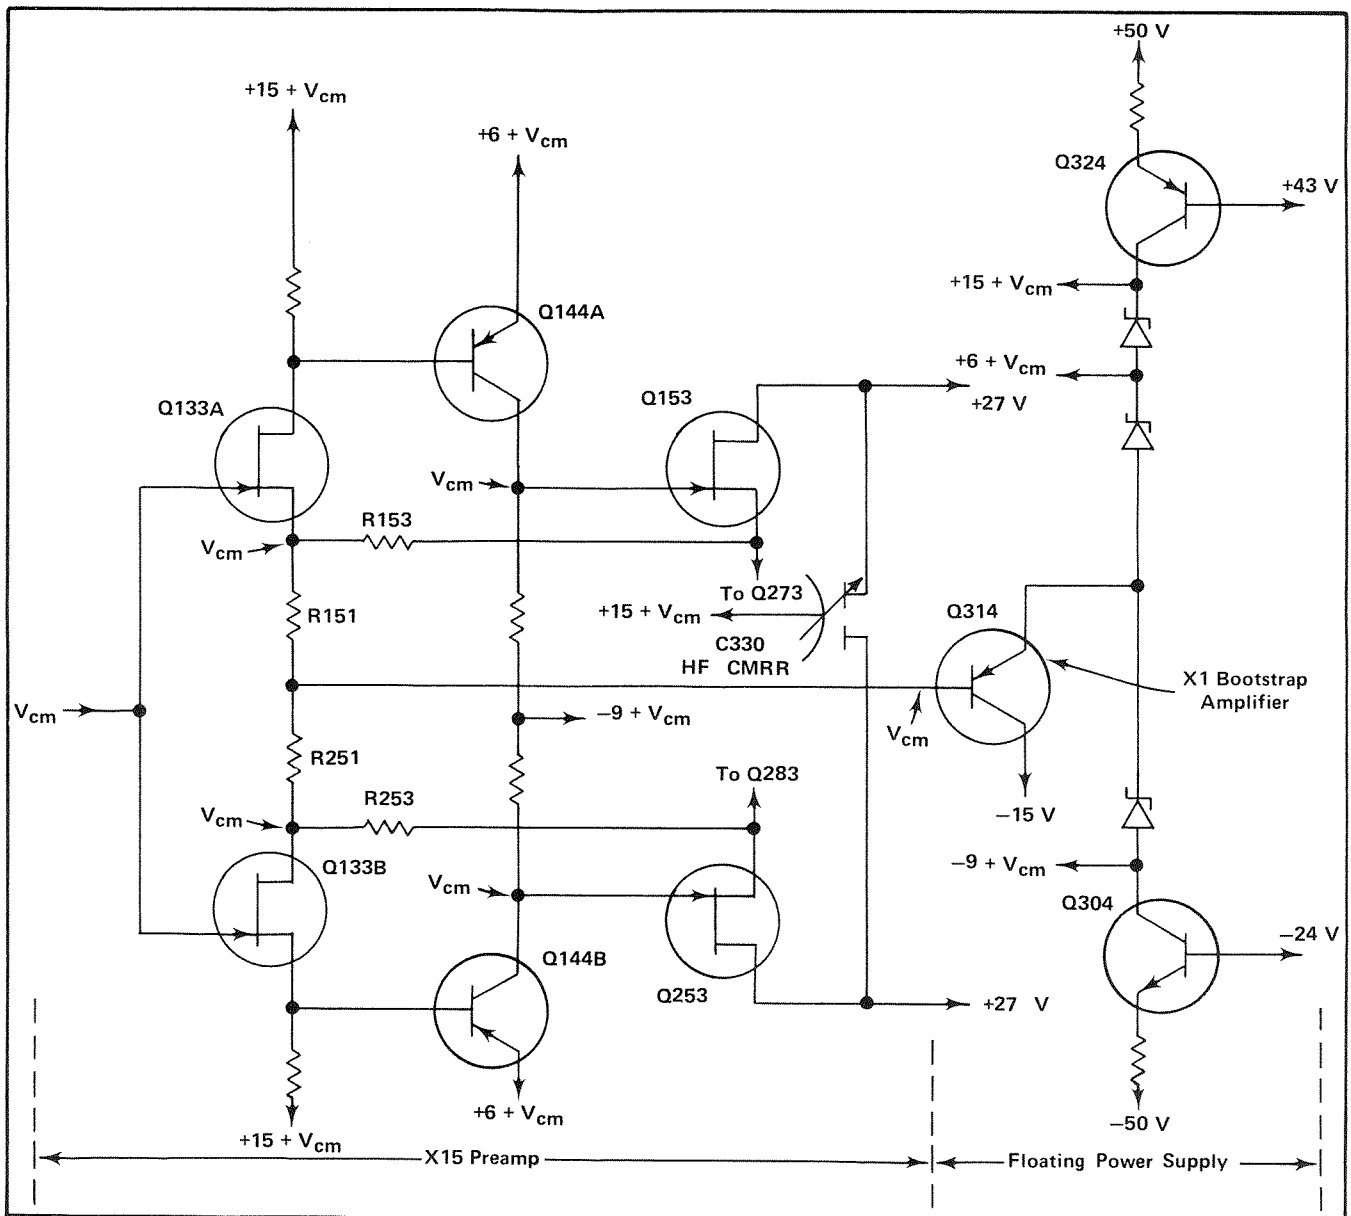 +50 V
+15 + Vcm
+6 + Vcm
Q324
+43 V
+15 + Vcm
Q144A
+6 + Vcm
+27 V
Q133A
Q153
Vcm
R153
Vcm
To Q273
+15 + Vcm
C330
HF CMRR
Q314
R151
X1 Bootstrap
Amplifier
Vcm
−9 + Vcm
Vcm
R251
To Q283
−15 V
R253
Vcm
Q133B
Vcm
−9 + Vcm
Q304
−24 V
Q144B
Q253
+27 V
+6 + Vcm
−50 V
+15 + Vcm
X15 Preamp
Floating Power Supply